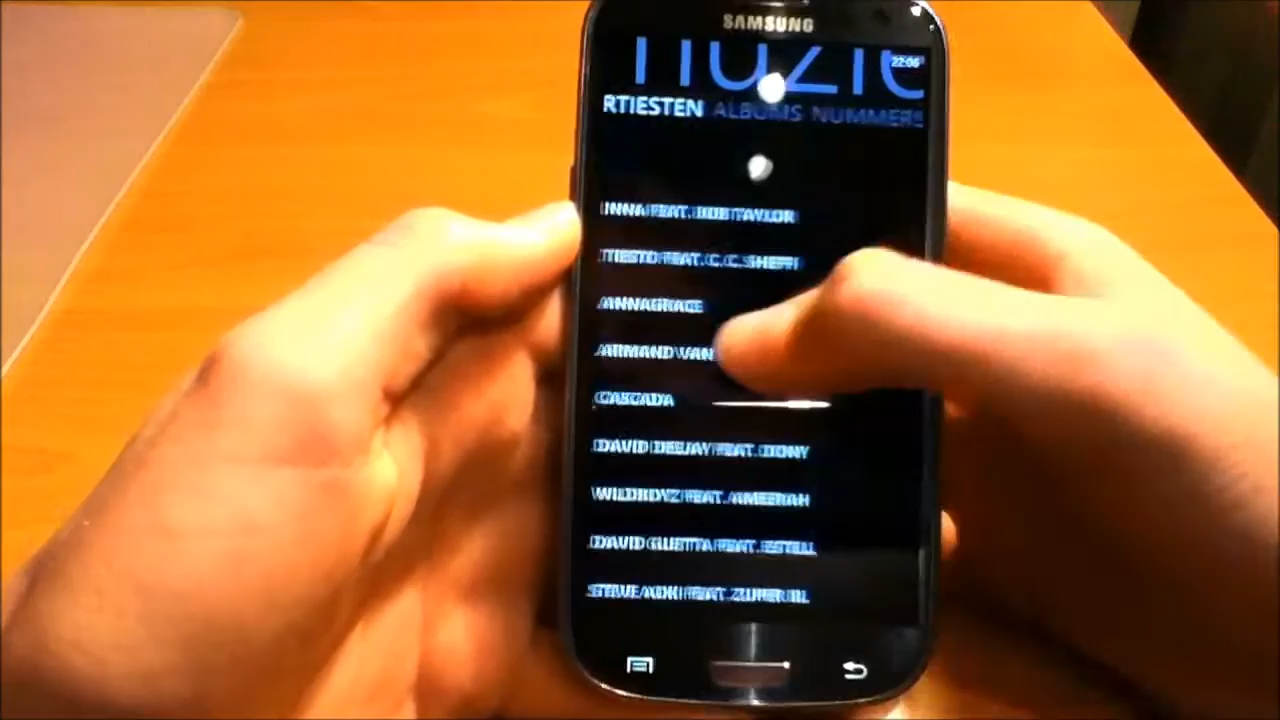 SAMSUNG
22:06
RTIESTEN ALBUMS NUMMERS
INNA FEAT. BOB TAYLOR
TIESTO FEAT. C.C. SHEFFI
ANNAGRACE
ARMAND VAN
CASCADA
DAVID DEEJAY FEAT. DONY
WILDBOYZ FEAT. AMEERAH
DAVID GUETTA FEAT. ESTELL
STEVE AOKI FEAT. ZUPER BL